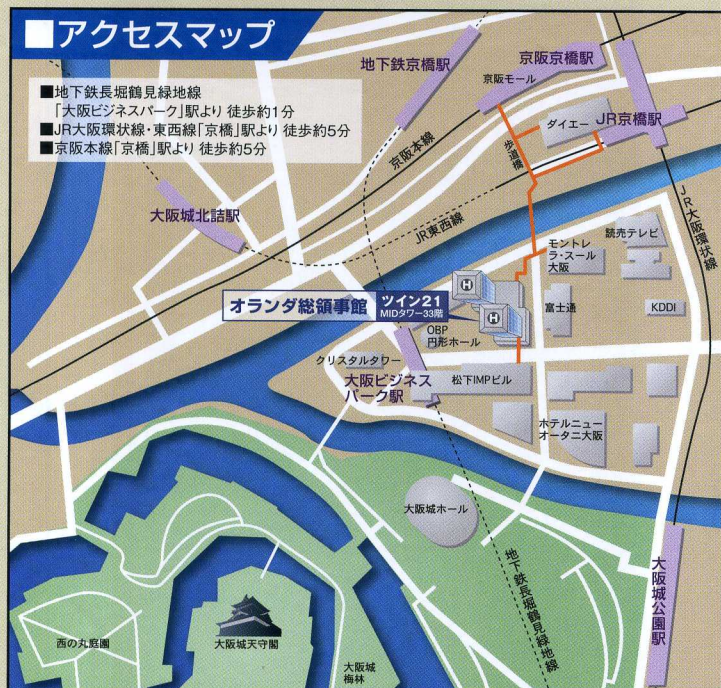 ■アクセスマップ
■地下鉄長堀鶴見緑地線
「大阪ビジネスパーク」駅より 徒歩約1分
■JR大阪環状線・東西線「京橋」駅より 徒歩約5分
■京阪本線「京橋」駅より 徒歩約5分
地下鉄京橋駅
京阪京橋駅
京阪モール
ダイエー
JR京橋駅
歩道橋
京阪本線
大阪城北詰駅
JR東西線
JR大阪環状線
モントレ
ラ・スール
大阪
読売テレビ
オランダ総領事館
ツイン21
MIDタワー33階
H
H
富士通
KDDI
OBP
円形ホール
クリスタルタワー
大阪ビジネス
パーク駅
松下IMPビル
ホテルニュー
オータニ大阪
大阪城ホール
地下鉄長堀鶴見緑地線
大阪城公園駅
西の丸庭園
大阪城天守閣
大阪城
梅林